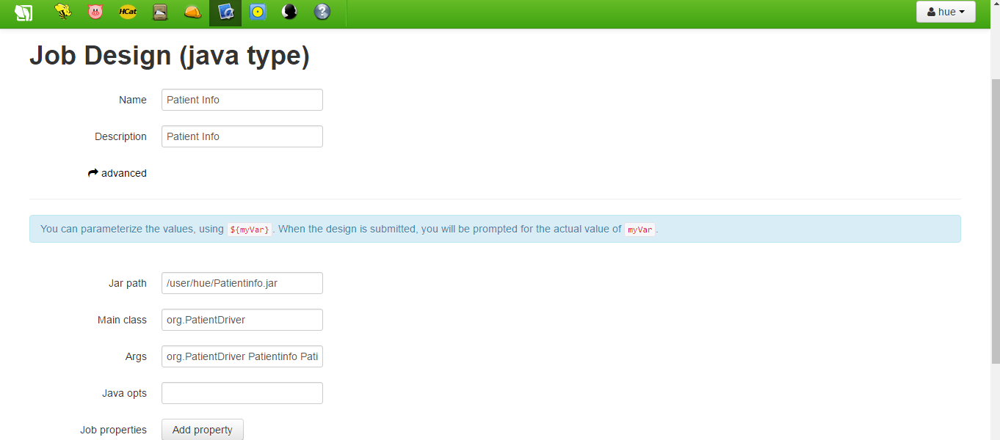 HCat
?
hue
Job Design (java type)
Name Patient Info
Description Patient Info
advanced
You can parameterize the values, using ${myVar} . When the design is submitted, you will be prompted for the actual value of myVar .
Jar path /user/hue/Patientinfo.jar
Main class org.PatientDriver
Args org.PatientDriver Patientinfo Pati
Java opts
Job properties Add property